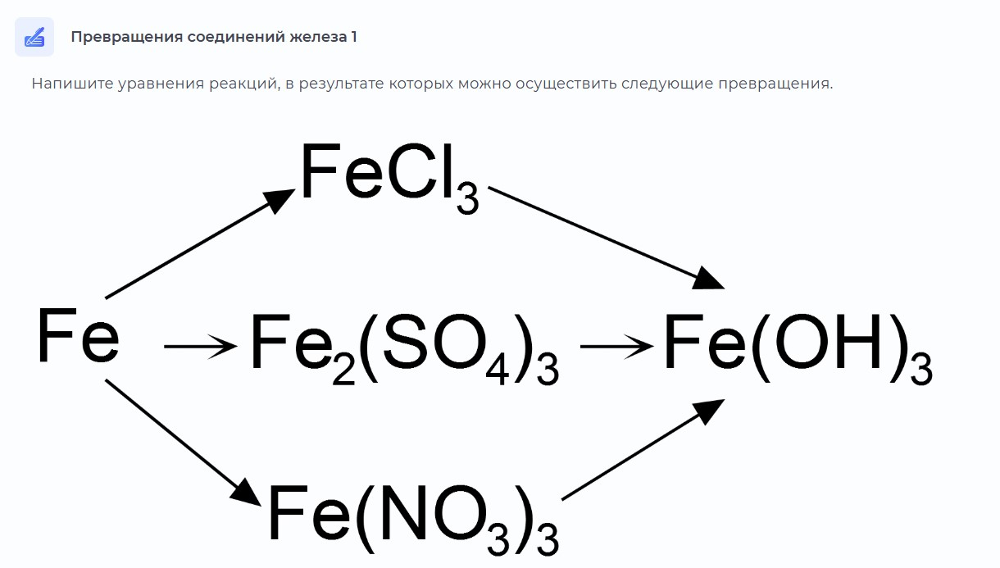 Превращения соединений железа 1
Напишите уравнения реакций, в результате которых можно осуществить следующие превращения.
FeCl₃
Fe → Fe₂(SO₄)₃ → Fe(OH)₃
Fe(NO₃)₃